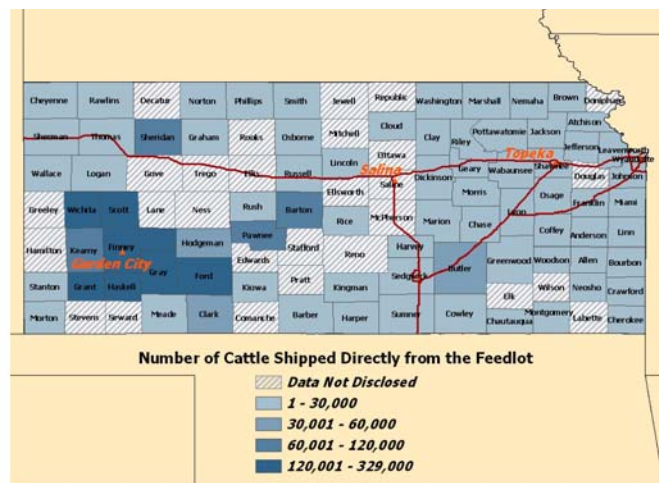 Cheyenne Rawlins Decatur Norton Phillips Smith Jewell Republic Washington Marshall Nemaha Brown Doniphan
Atchison
Cloud
Sherman Thomas Sheridan Graham Rooks Osborne Mitchell Clay Riley Pottawatomie Jackson
Jefferson Leavenworth
Ottawa
Wyandotte
Lincoln
Topeka
Shawnee
Wallace Logan Gove Trego Ellis Russell Salina Dickinson Geary Wabaunsee Douglas Johnson
Ellsworth Saline Morris
Greeley Wichita Scott Lane Ness Rush Barton Rice McPherson Marion Chase Lyon Osage Franklin Miami
Coffey Anderson Linn
Hamilton Kearny Finney Hodgeman Pawnee Stafford Reno Harvey
Garden City
Edwards
Gray Ford Sedgwick Butler Greenwood Woodson Allen Bourbon
Stanton Grant Haskell Kiowa Pratt Kingman Elk Wilson Neosho Crawford
Morton Stevens Seward Meade Clark Comanche Barber Harper Sumner Cowley Chautauqua Montgomery Labette Cherokee
Number of Cattle Shipped Directly from the Feedlot
Data Not Disclosed
1 - 30,000
30,001 - 60,000
60,001 - 120,000
120,001 - 329,000